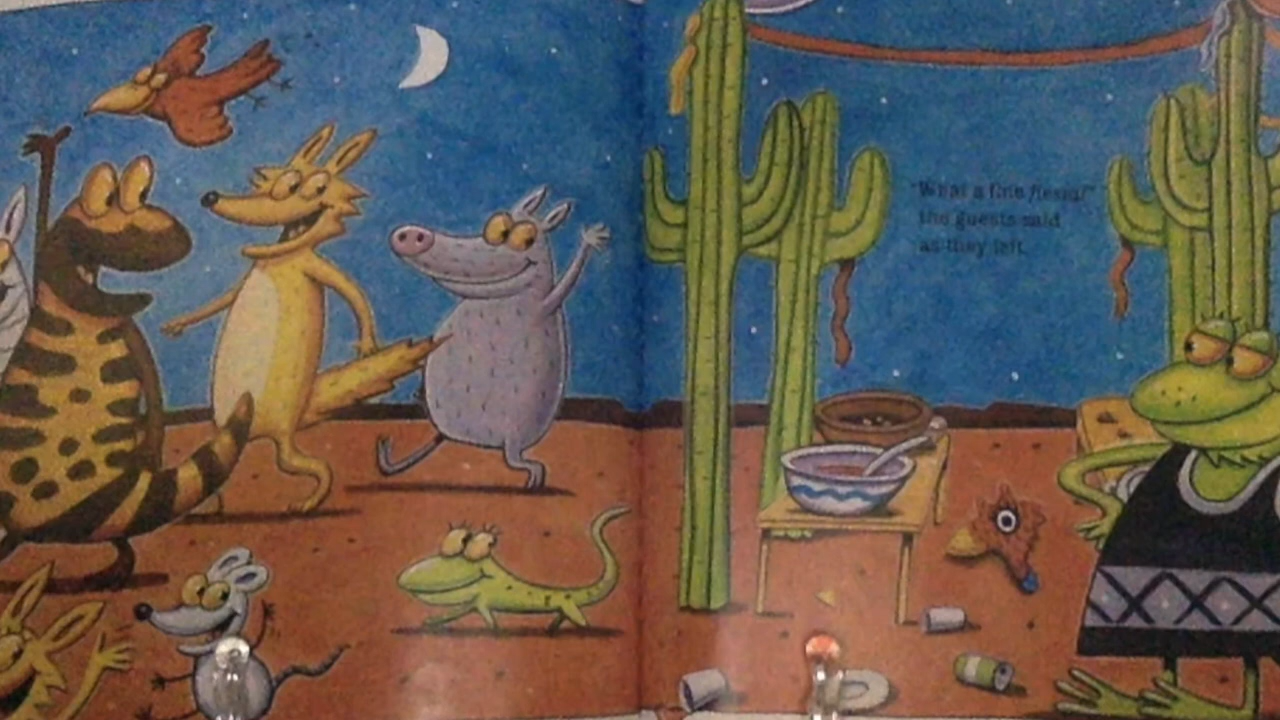 "What a fine fiesta!"
the guests said
as they left.